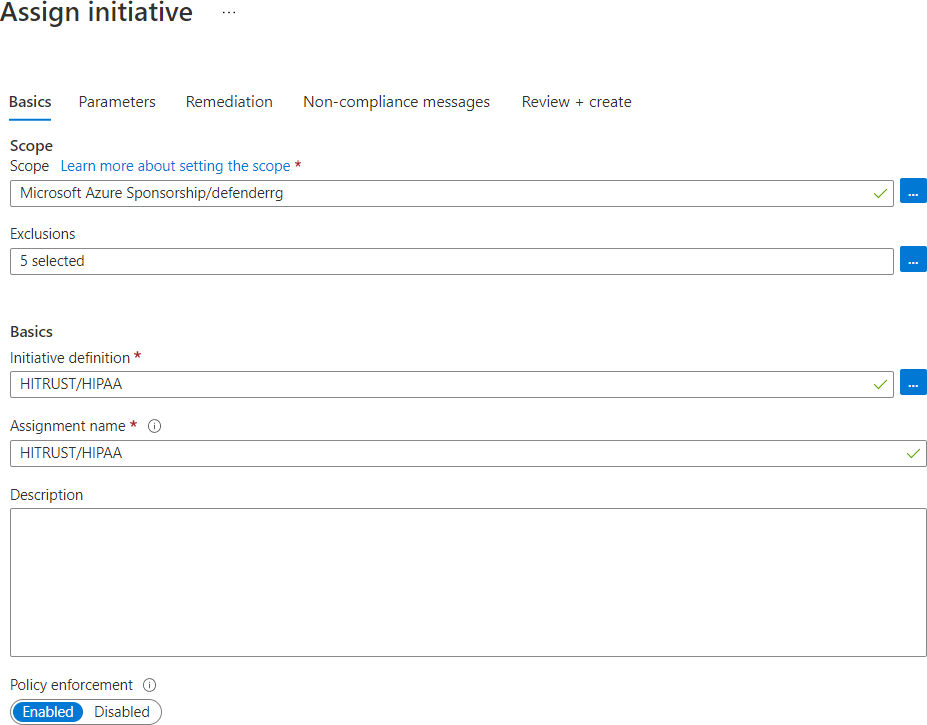 Assign initiative ...
Basics Parameters Remediation Non-compliance messages Review + create
Scope
Scope Learn more about setting the scope *
Microsoft Azure Sponsorship/defenderrg ...
Exclusions
5 selected ...
Basics
Initiative definition *
HITRUST/HIPAA ...
Assignment name *
HITRUST/HIPAA
Description
Policy enforcement
Enabled Disabled